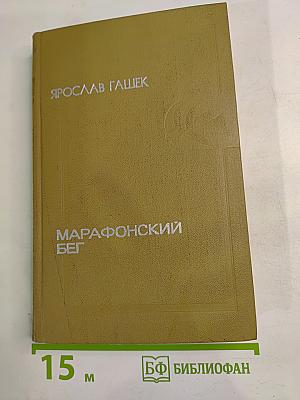 ЯРОСЛАВ ГАШЕК
МАРАФОНСКИЙ
БЕГ
15 м
БФ БИБЛИОФАН